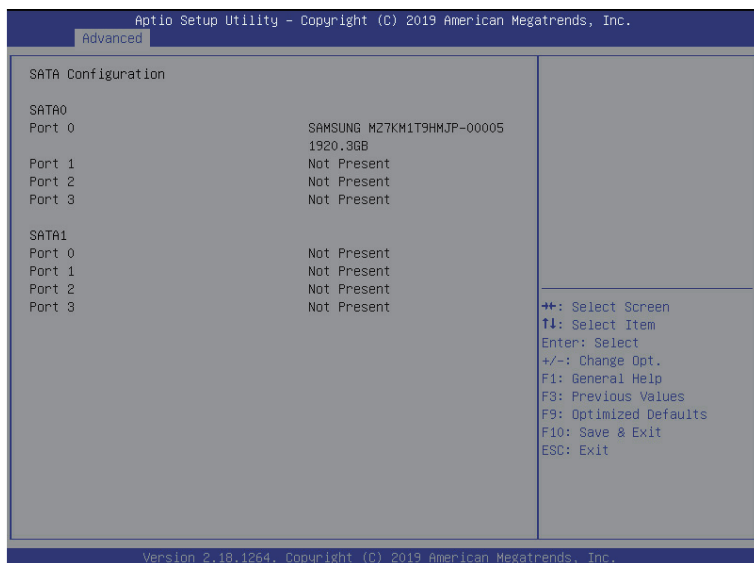 Aptio Setup Utility – Copyright (C) 2019 American Megatrends, Inc.
Advanced
SATA Configuration
SATA0
Port 0 SAMSUNG MZ7KM1T9HMJP-00005
1920.3GB
Port 1 Not Present
Port 2 Not Present
Port 3 Not Present
SATA1
Port 0 Not Present
Port 1 Not Present
Port 2 Not Present
Port 3 Not Present
→←: Select Screen
↑↓: Select Item
Enter: Select
+/-: Change Opt.
F1: General Help
F3: Previous Values
F9: Optimized Defaults
F10: Save & Exit
ESC: Exit
Version 2.18.1264. Copyright (C) 2019 American Megatrends, Inc.